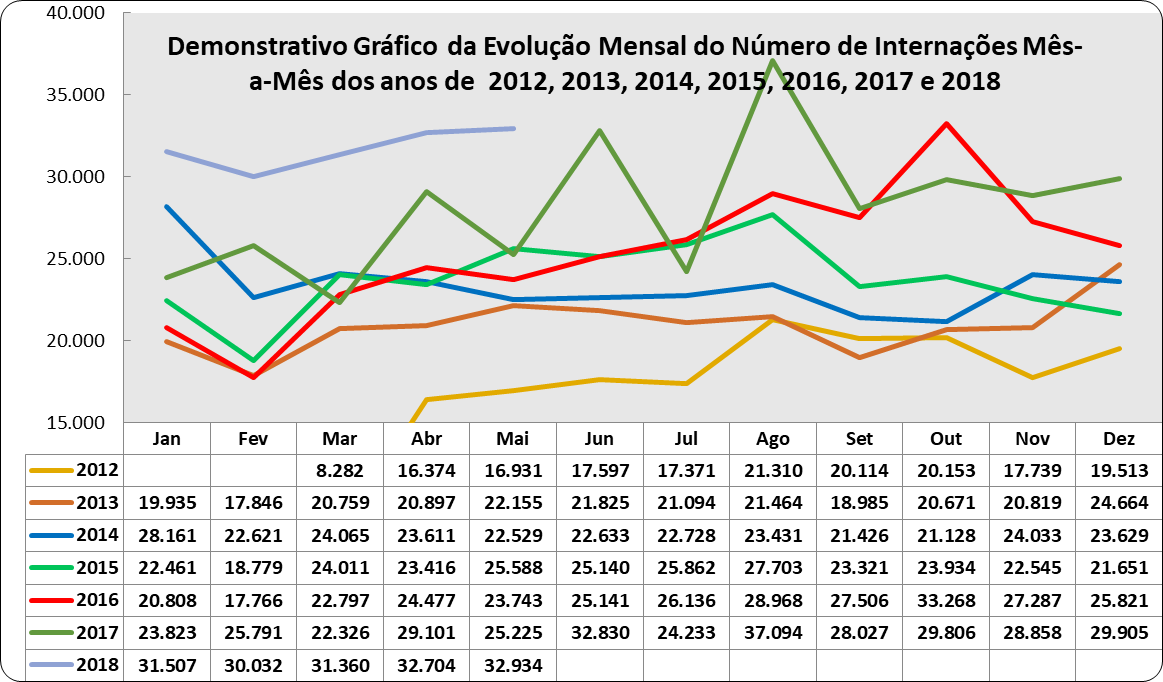 40.000
Demonstrativo Gráfico da Evolução Mensal do Número de Internações Mês-
a-Mês dos anos de 2012, 2013, 2014, 2015, 2016, 2017 e 2018
35.000
30.000
25.000
20.000
15.000
Jan Fev Mar Abr Mai Jun Jul Ago Set Out Nov Dez
2012 8.282 16.374 16.931 17.597 17.371 21.310 20.114 20.153 17.739 19.513
2013 19.935 17.846 20.759 20.897 22.155 21.825 21.094 21.464 18.985 20.671 20.819 24.664
2014 28.161 22.621 24.065 23.611 22.529 22.633 22.728 23.431 21.426 21.128 24.033 23.629
2015 22.461 18.779 24.011 23.416 25.588 25.140 25.862 27.703 23.321 23.934 22.545 21.651
2016 20.808 17.766 22.797 24.477 23.743 25.141 26.136 28.968 27.506 33.268 27.287 25.821
2017 23.823 25.791 22.326 29.101 25.225 32.830 24.233 37.094 28.027 29.806 28.858 29.905
2018 31.507 30.032 31.360 32.704 32.934